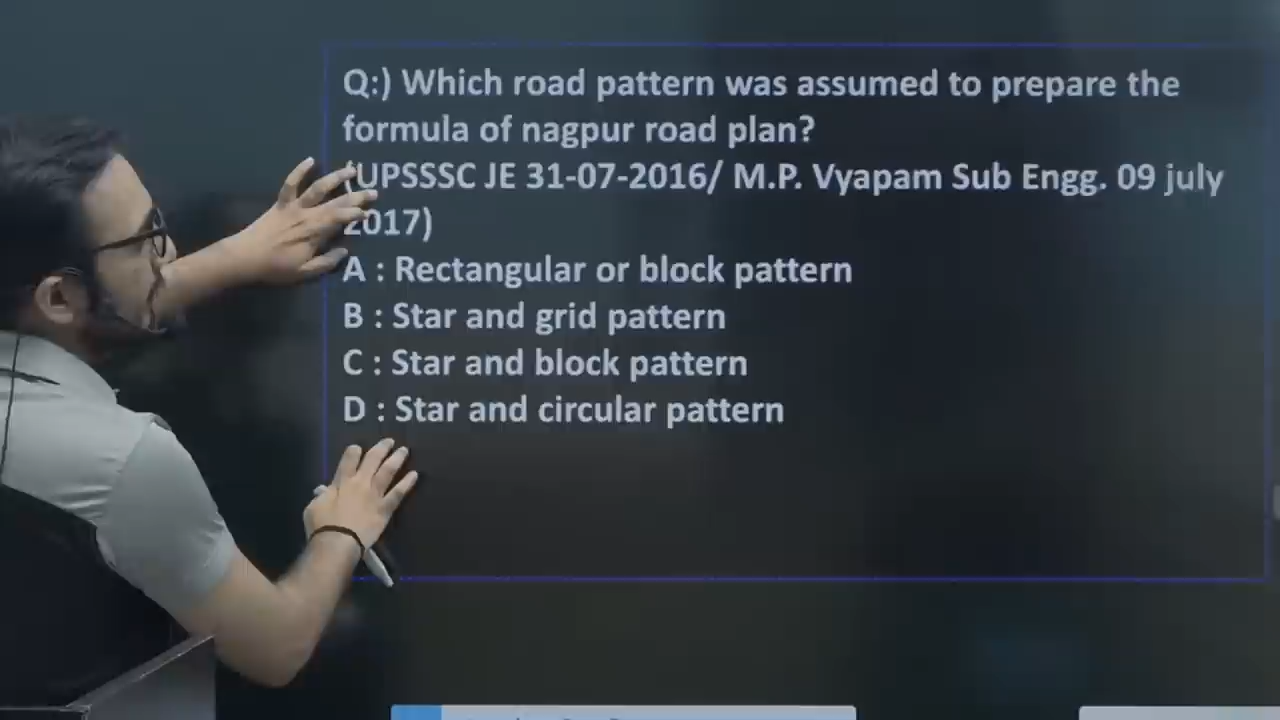 Q:) Which road pattern was assumed to prepare the
formula of nagpur road plan?
(UPSSSC JE 31-07-2016/ M.P. Vyapam Sub Engg. 09 july
2017)
A : Rectangular or block pattern
B : Star and grid pattern
C : Star and block pattern
D : Star and circular pattern